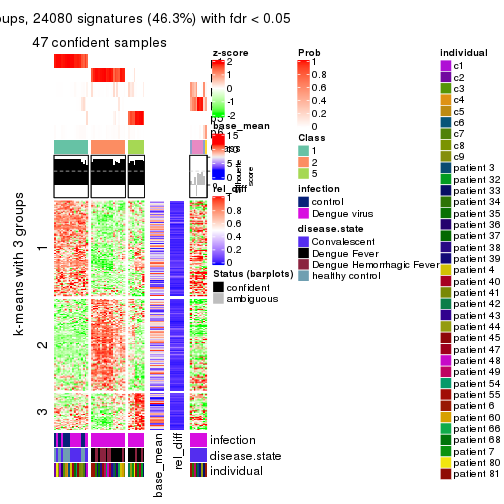 oups, 24080 signatures (46.3%) with fdr < 0.05
47 confident samples
k-means with 3 groups
1
2
3
base_mean
rel_diff
infection
disease.state
individual
z-score
2
1
0
-1
-2
base_mean
15
10
5
0
rel_diff
1
0.8
0.6
0.4
0.2
0
Status (barplots)
confident
ambiguous
silhouette
score
Prob
1
0.8
0.6
0.4
0.2
0
Class
1
2
5
infection
control
Dengue virus
disease.state
Convalescent
Dengue Fever
Dengue Hemorrhagic Fever
healthy control
individual
c1
c2
c3
c4
c5
c6
c7
c8
c9
patient 3
patient 32
patient 33
patient 34
patient 35
patient 36
patient 37
patient 38
patient 39
patient 4
patient 40
patient 41
patient 42
patient 43
patient 44
patient 45
patient 47
patient 48
patient 49
patient 54
patient 55
patient 6
patient 60
patient 66
patient 68
patient 7
patient 80
patient 81